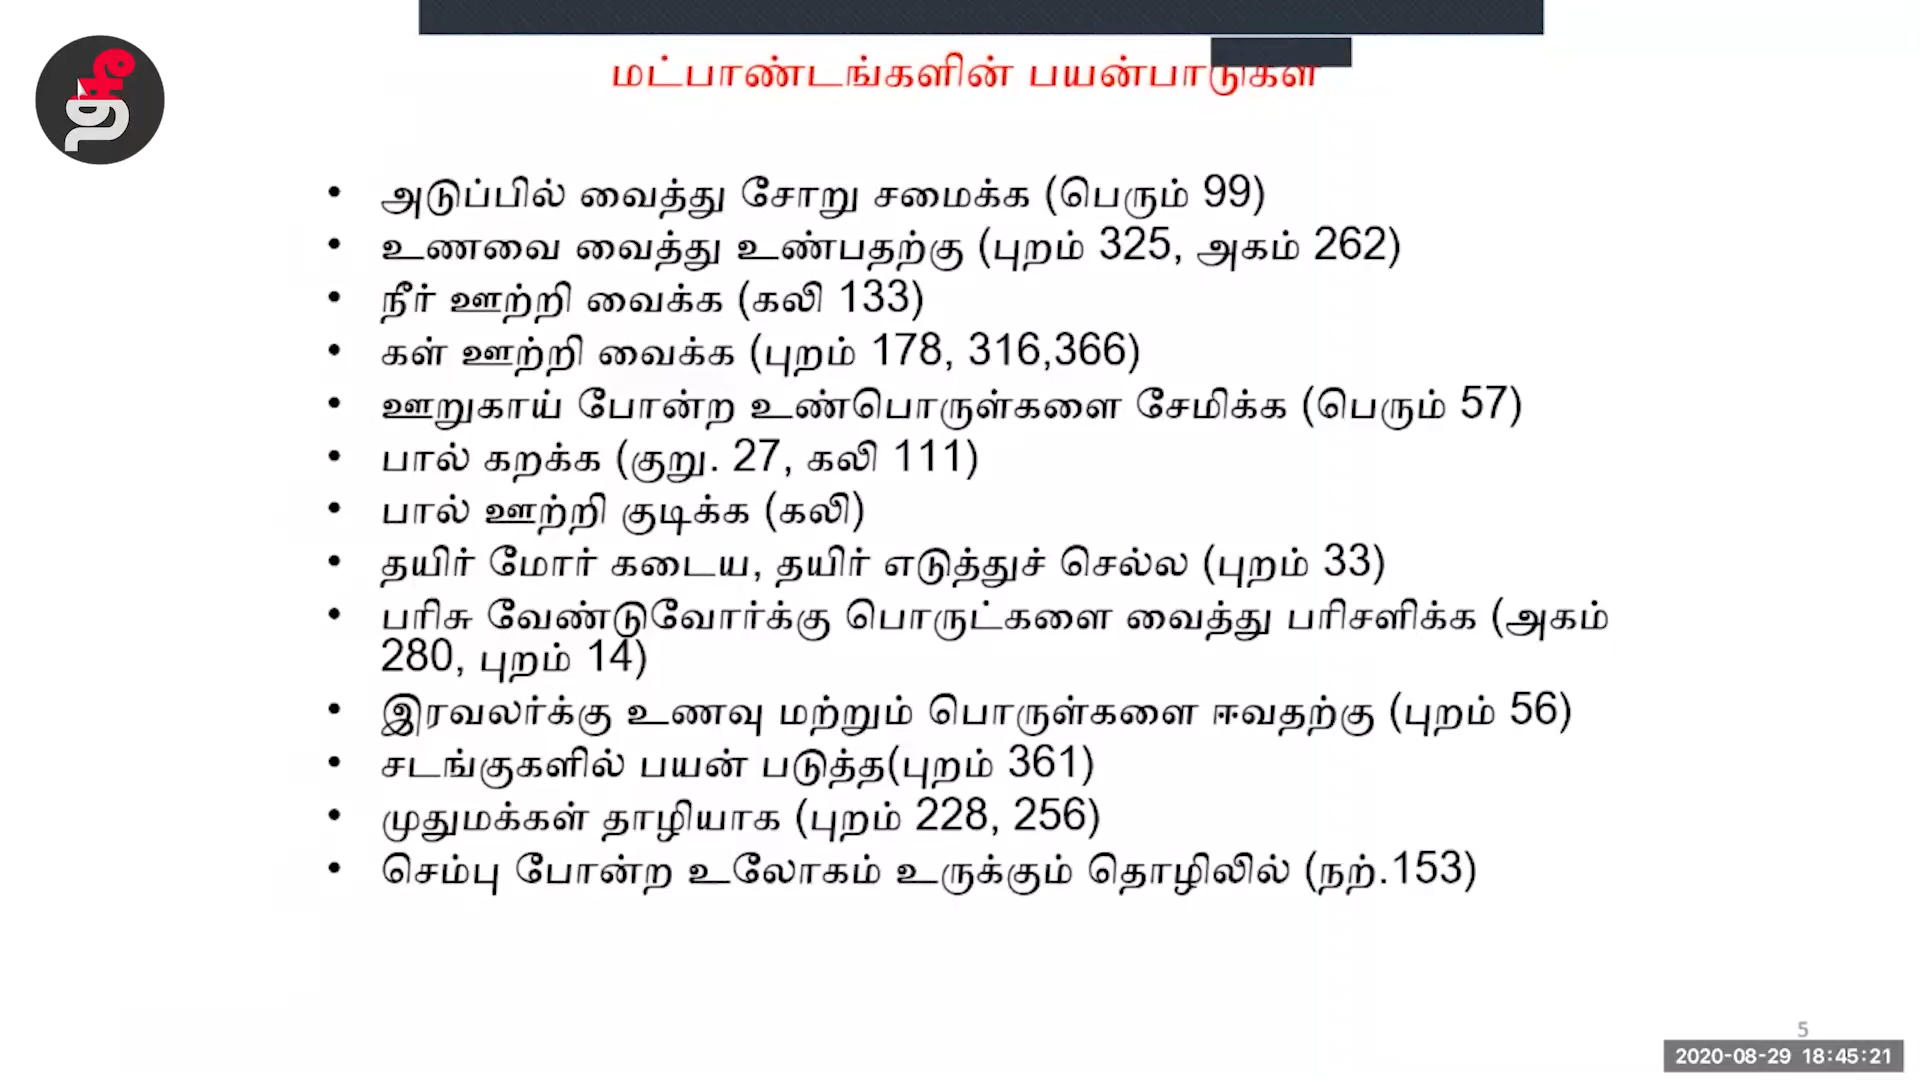 மட்பாண்டங்களின் பயன்பாடுகள்
• அடுப்பில் வைத்து சோறு சமைக்க (பெரும் 99)
• உணவை வைத்து உண்பதற்கு (புறம் 325, அகம் 262)
• நீர் ஊற்றி வைக்க (கலி 133)
• கள் ஊற்றி வைக்க (புறம் 178, 316,366)
• ஊறுகாய் போன்ற உண்பொருள்களை சேமிக்க (பெரும் 57)
• பால் கறக்க (குறு. 27, கலி 111)
• பால் ஊற்றி குடிக்க (கலி)
• தயிர் மோர் கடைய, தயிர் எடுத்துச் செல்ல (புறம் 33)
• பரிசு வேண்டுவோர்க்கு பொருட்களை வைத்து பரிசளிக்க (அகம்
280, புறம் 14)
• இரவலர்க்கு உணவு மற்றும் பொருள்களை ஈவதற்கு (புறம் 56)
• சடங்குகளில் பயன் படுத்த(புறம் 361)
• முதுமக்கள் தாழியாக (புறம் 228, 256)
• செம்பு போன்ற உலோகம் உருக்கும் தொழிலில் (நற்.153)
5
2020-08-29 18:45:21